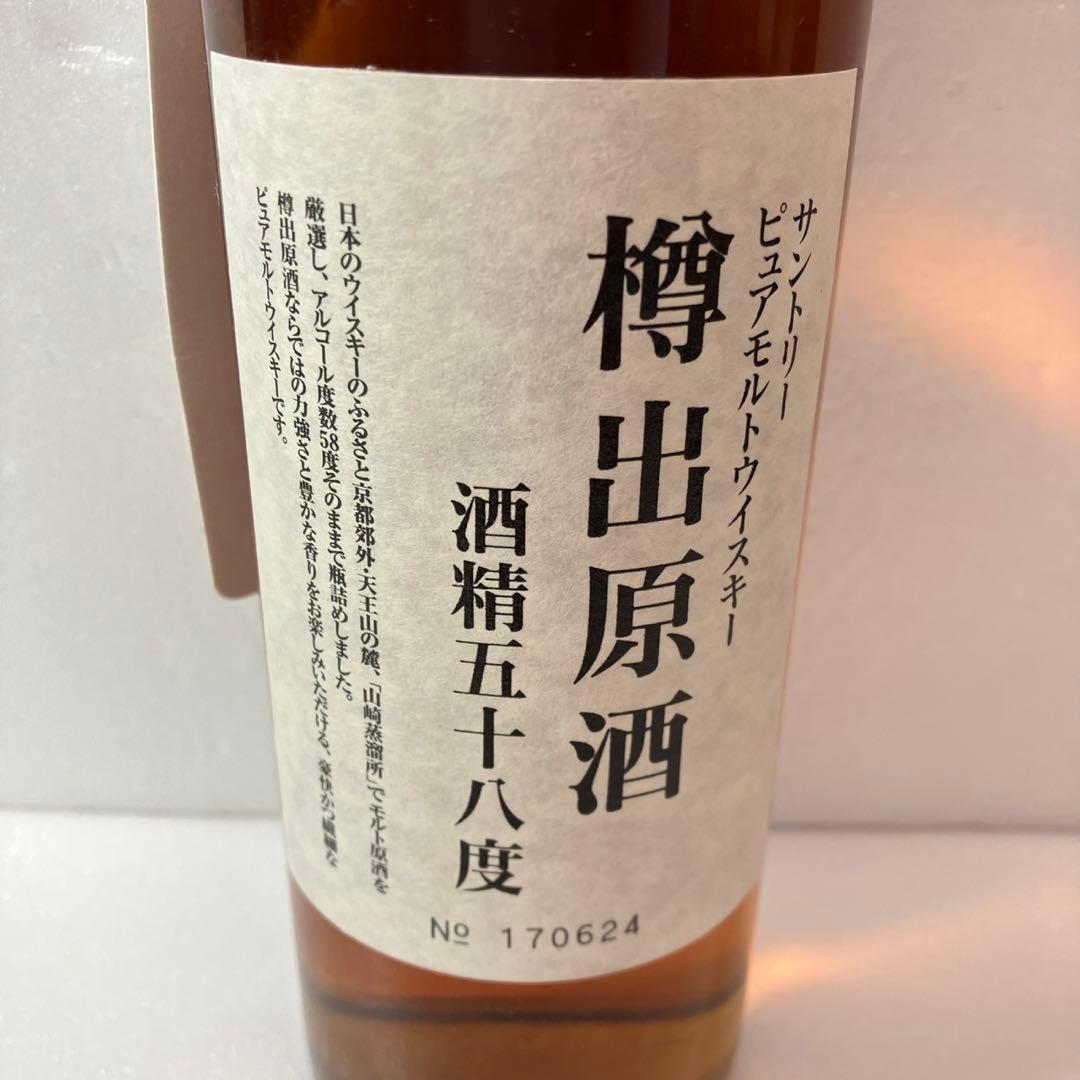 サントリー
ピュアモルトウイスキー
樽出原酒
酒精五十八度
日本のウイスキーのふるさと京都郊外・天王山の麓、「山崎蒸溜所」でモルト原酒を
厳選し、アルコール度数58度そのままで瓶詰めしました。
樽出原酒ならではの力強さと豊かな香りをお楽しみいただける、豪快かつ繊細な
ピュアモルトウイスキーです。
№ 170624